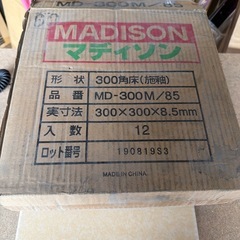 MADISON
マディソン
形状 300角床(施袖)
品番 MD-300M/85
実寸法 300×300×8.5mm
入数 12
ロット番号 190819S3
MADE IN CHINA